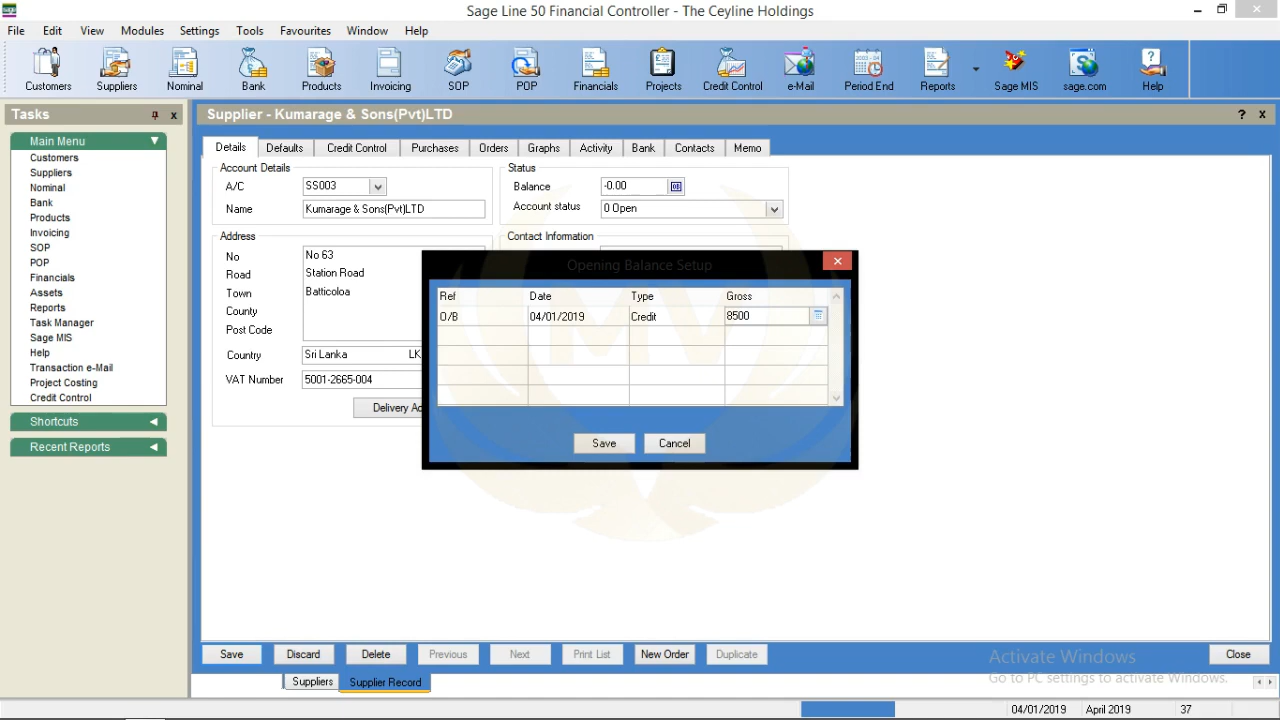 sage
Sage Line 50 Financial Controller - The Ceyline Holdings
File Edit View Modules Settings Tools Favourites Window Help
Customers Suppliers Nominal Bank Products Invoicing SOP POP Financials Projects Credit Control e-Mail Period End Reports Sage MIS sage.com Help
Tasks
Main Menu
Customers
Suppliers
Nominal
Bank
Products
Invoicing
SOP
POP
Financials
Assets
Reports
Task Manager
Sage MIS
Help
Transaction e-Mail
Project Costing
Credit Control
Shortcuts
Recent Reports
Supplier - Kumarage & Sons(Pvt)LTD
Details Defaults Credit Control Purchases Orders Graphs Activity Bank Contacts Memo
Account Details
A/C SS003
Name Kumarage & Sons(Pvt)LTD
Status
Balance -0.00
Account status 0 Open
Address
No No 63
Road Station Road
Town Batticoloa
County
Post Code
Country Sri Lanka LK
VAT Number 5001-2665-004
Contact Information
Opening Balance Setup
Ref Date Type Gross
O/B 04/01/2019 Credit 8500
Save Cancel
Save Discard Delete Previous Next Print List New Order Duplicate Close
Activate Windows
Go to PC settings to activate Windows.
Suppliers Supplier Record
04/01/2019 April 2019 37